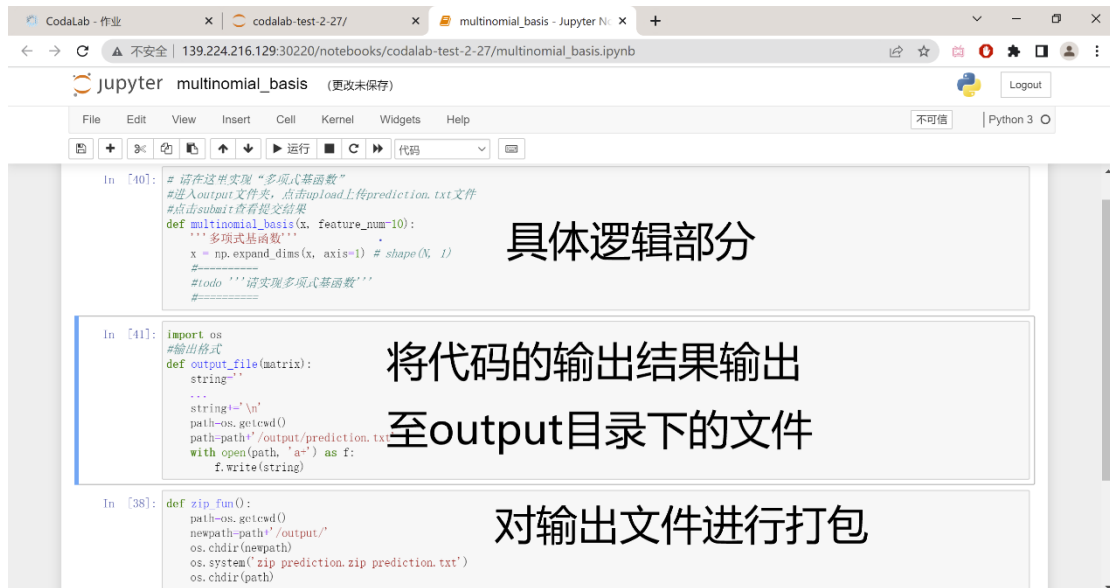 CodaLab - 作业
codalab-test-2-27/
multinomial_basis - Jupyter No
不安全 | 139.224.216.129:30220/notebooks/codalab-test-2-27/multinomial_basis.ipynb
jupyter multinomial_basis (更改未保存)
Logout
File Edit View Insert Cell Kernel Widgets Help
不可信 Python 3
运行 代码
In [40]: # 请在这里实现“多项式基函数”
#进入output文件夹，点击upload上传prediction.txt文件
#点击submit查看提交结果
def multinomial_basis(x, feature_num=10):
'''多项式基函数'''
x = np.expand_dims(x, axis=1) # shape(N, 1)
#==========
#todo '''请实现多项式基函数'''
#==========
具体逻辑部分
In [41]: import os
#输出格式
def output_file(matrix):
string=''
...
string+='\n'
path=os.getcwd()
path=path+'/output/prediction.txt'
with open(path, 'a+') as f:
f.write(string)
将代码的输出结果输出
至output目录下的文件
In [38]: def zip_fun():
path=os.getcwd()
newpath=path+'/output/'
os.chdir(newpath)
os.system('zip prediction.zip prediction.txt')
os.chdir(path)
对输出文件进行打包